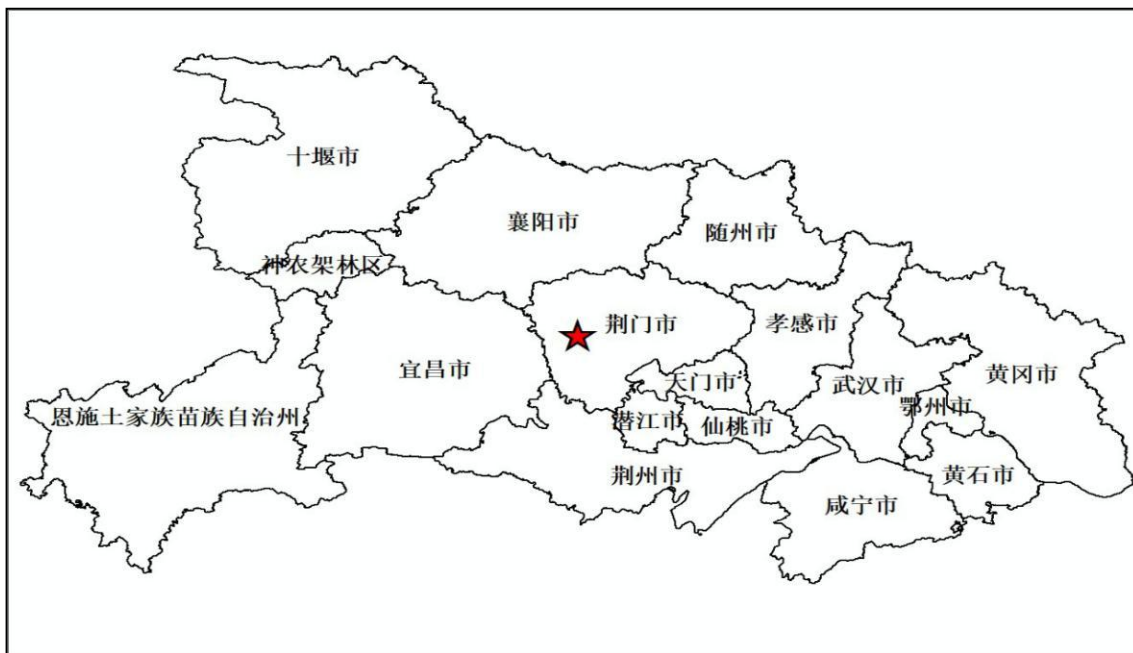 十堰市
襄阳市
随州市
神农架林区
荆门市
孝感市
宜昌市
天门市
武汉市
黄冈市
鄂州市
恩施土家族苗族自治州
潜江市
仙桃市
荆州市
黄石市
咸宁市